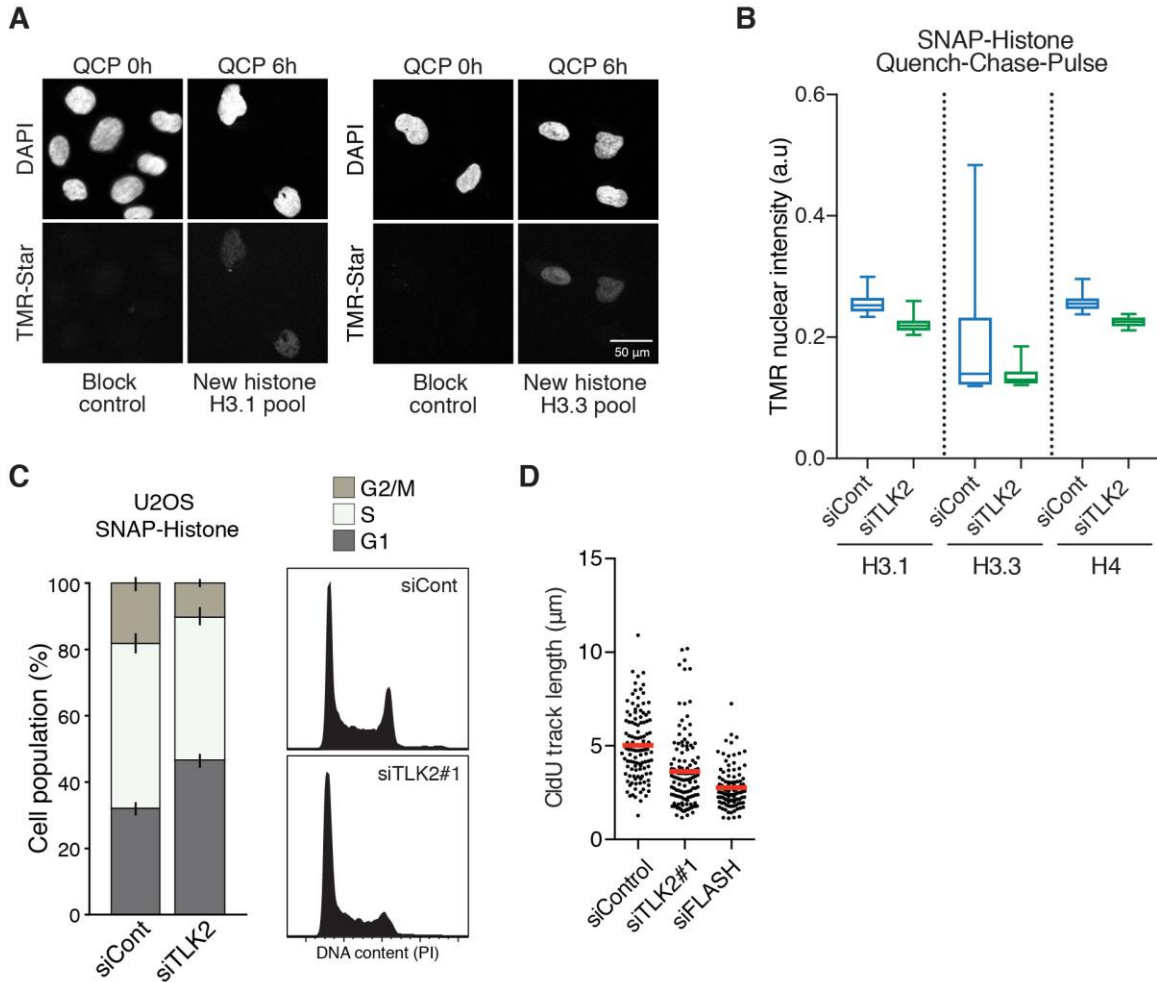 A
QCP 0h QCP 6h QCP 0h QCP 6h
DAPI DAPI
TMR-Star TMR-Star
50 µm
Block control New histone H3.1 pool Block control New histone H3.3 pool
B
SNAP-Histone
Quench-Chase-Pulse
TMR nuclear intensity (a.u)
0.6
0.4
0.2
0.0
siCont siTLK2 siCont siTLK2 siCont siTLK2
H3.1 H3.3 H4
C
U2OS
SNAP-Histone
G2/M
S
G1
Cell population (%)
100
80
60
40
20
0
siCont siTLK2
siCont
siTLK2#1
DNA content (PI)
D
CldU track length (µm)
15
10
5
0
siControl siTLK2#1 siFLASH